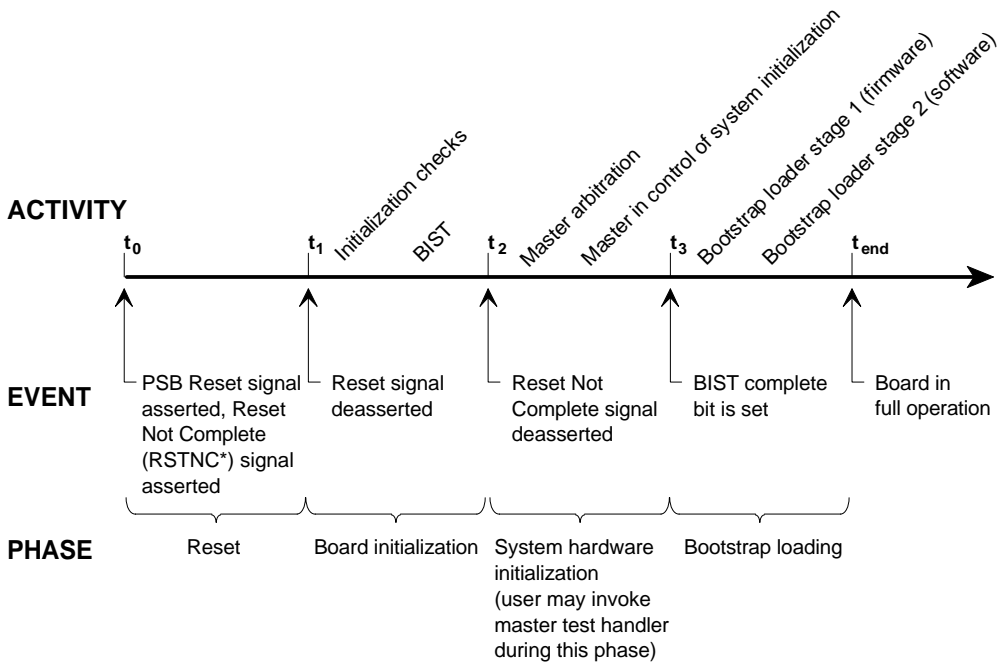 Initialization checks
BIST
Master arbitration
Master in control of system initialization
Bootstrap loader stage 1 (firmware)
Bootstrap loader stage 2 (software)
ACTIVITY
t0
t1
t2
t3
tend
EVENT
PSB Reset signal
asserted, Reset
Not Complete
(RSTNC*) signal
asserted
Reset signal
deasserted
Reset Not
Complete signal
deasserted
BIST complete
bit is set
Board in
full operation
PHASE
Reset
Board initialization
System hardware
initialization
(user may invoke
master test handler
during this phase)
Bootstrap loading